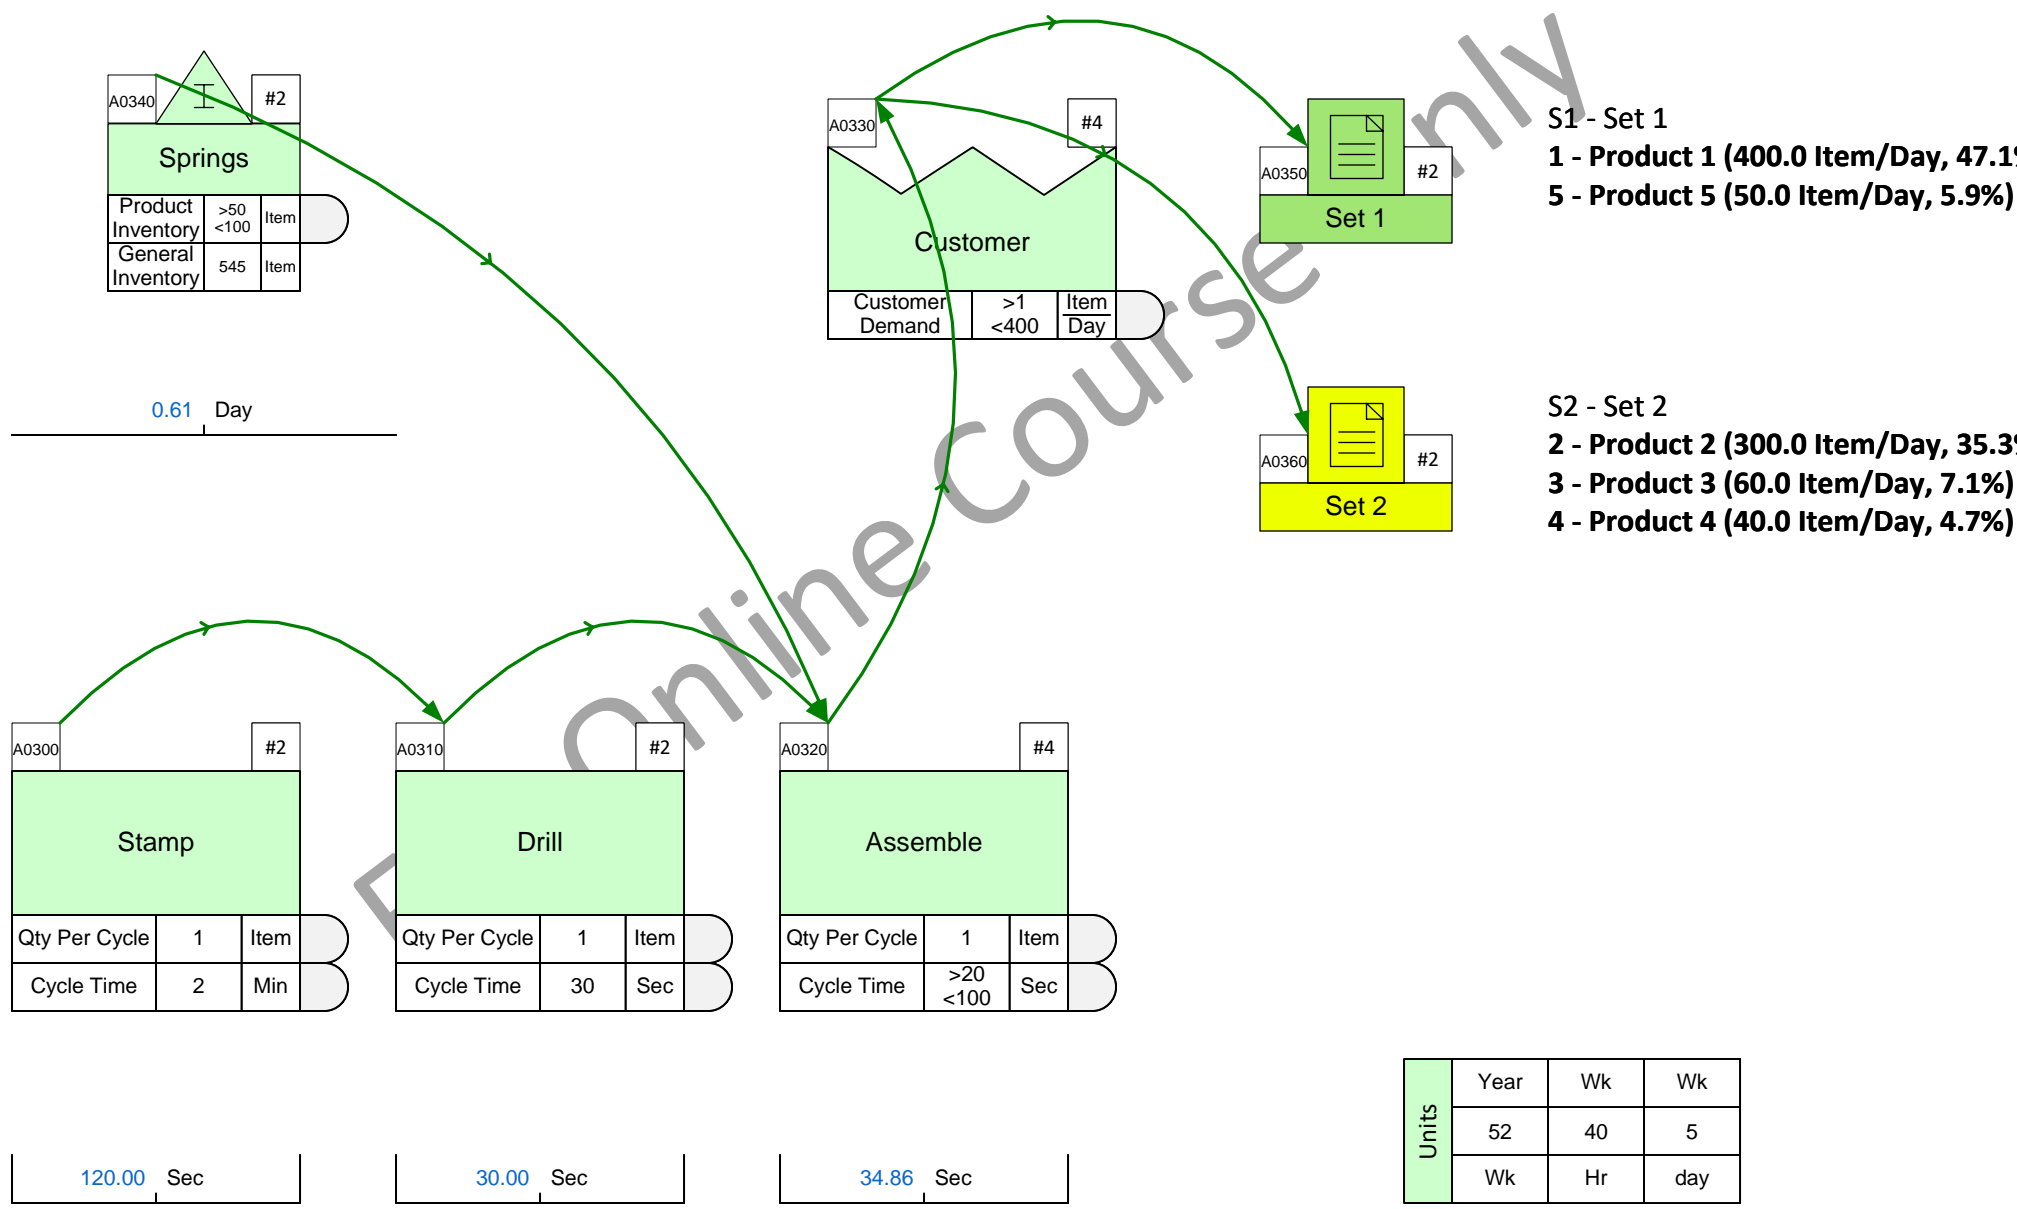 A0340
#2
Springs
Product Inventory >50 <100 Item
General Inventory 545 Item
0.61 Day
A0330
#4
Customer
Customer Demand >1 <400 Item Day
A0350
#2
Set 1
S1 - Set 1
1 - Product 1 (400.0 Item/Day, 47.1%
5 - Product 5 (50.0 Item/Day, 5.9%)
A0360
#2
Set 2
S2 - Set 2
2 - Product 2 (300.0 Item/Day, 35.3%
3 - Product 3 (60.0 Item/Day, 7.1%)
4 - Product 4 (40.0 Item/Day, 4.7%)
Online Course
A0300
#2
Stamp
Qty Per Cycle 1 Item
Cycle Time 2 Min
120.00 Sec
A0310
#2
Drill
Qty Per Cycle 1 Item
Cycle Time 30 Sec
30.00 Sec
A0320
#4
Assemble
Qty Per Cycle 1 Item
Cycle Time >20 <100 Sec
34.86 Sec
Units
Year Wk Wk
52 40 5
Wk Hr day